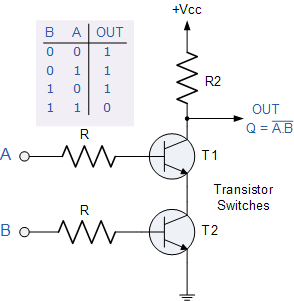 +Vcc
B A OUT
0 0 1
0 1 1
1 0 1
1 1 0
R2
OUT
Q = A̅.̅B̅
R
A
T1
Transistor
Switches
R
B
T2